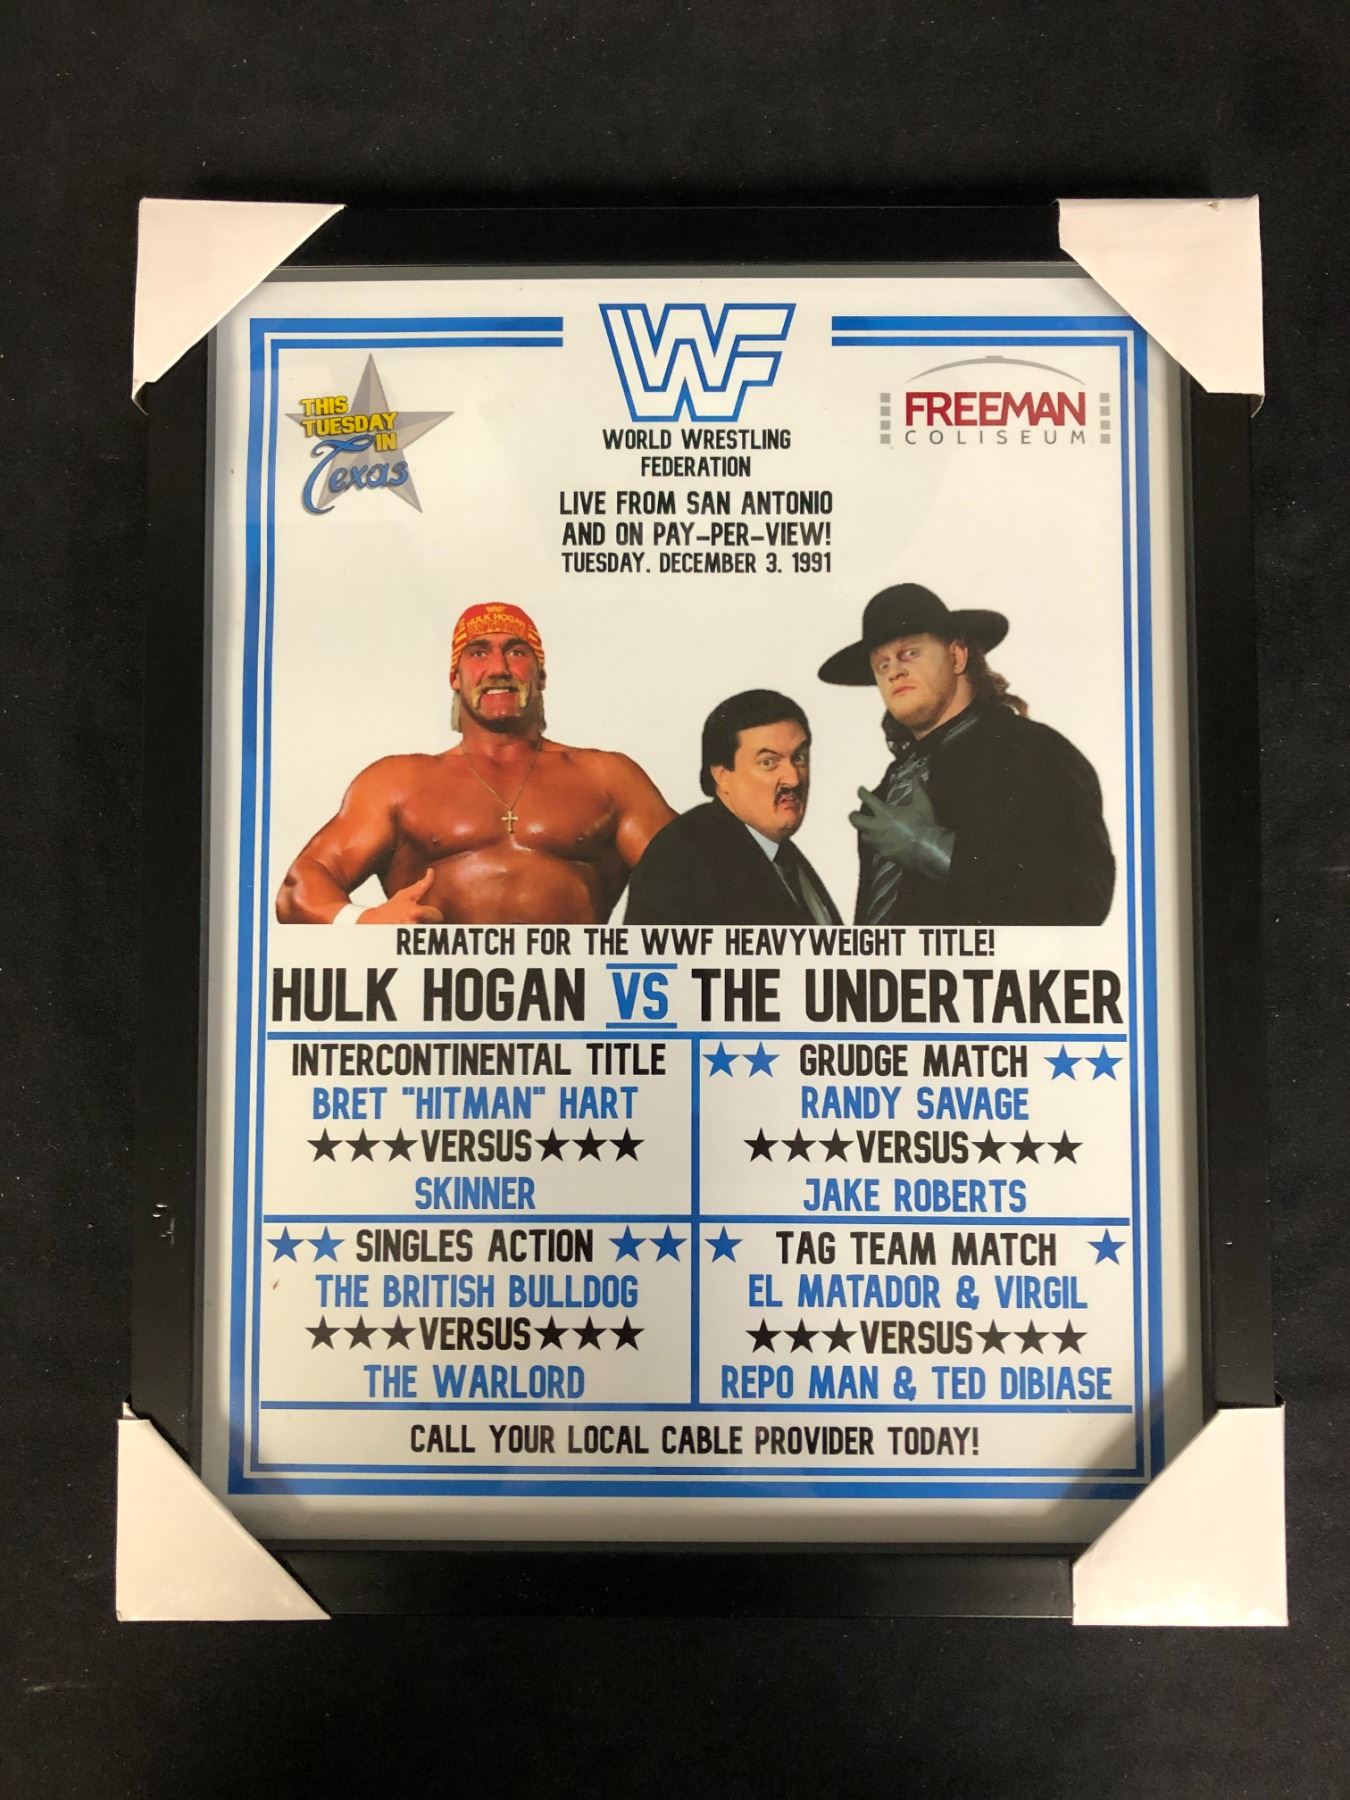 WF
WORLD WRESTLING
FEDERATION
THIS
TUESDAY
IN
Texas
FREEMAN
COLISEUM
LIVE FROM SAN ANTONIO
AND ON PAY-PER-VIEW!
TUESDAY. DECEMBER 3. 1991
HULK HOGAN
REMATCH FOR THE WWF HEAVYWEIGHT TITLE!
HULK HOGAN VS THE UNDERTAKER
INTERCONTINENTAL TITLE
BRET "HITMAN" HART
★★★VERSUS★★★
SKINNER
★★ GRUDGE MATCH ★★
RANDY SAVAGE
★★★VERSUS★★★
JAKE ROBERTS
★★ SINGLES ACTION ★★
THE BRITISH BULLDOG
★★★VERSUS★★★
THE WARLORD
★ TAG TEAM MATCH ★
EL MATADOR & VIRGIL
★★★VERSUS★★★
REPO MAN & TED DIBIASE
CALL YOUR LOCAL CABLE PROVIDER TODAY!